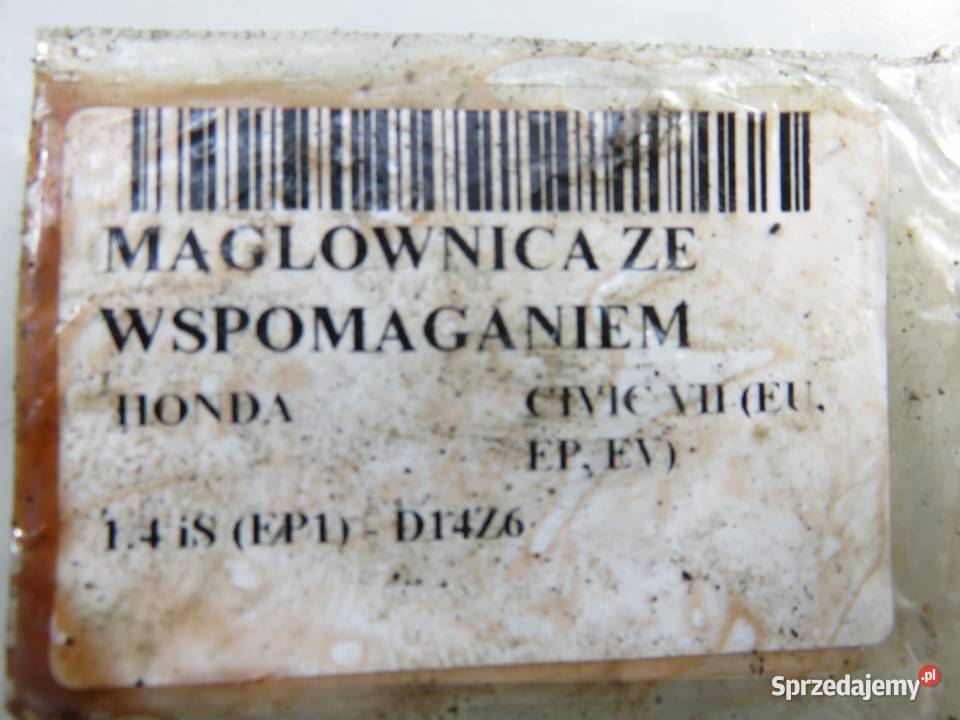 MAGLOWNICA ZE
WSPOMAGANIEM
HONDA CIVIC VII (EU,
EP, EV)
1.4 iS (EP1) - D14Z6
Sprzedajemy.pl